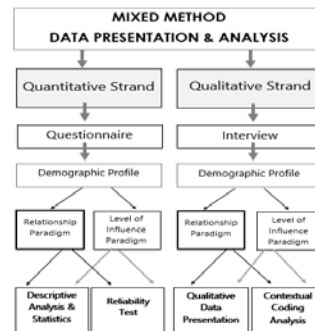 MIXED METHOD
DATA PRESENTATION & ANALYSIS
Quantitative Strand
Qualitative Strand
Questionnaire
Interview
Demographic Profile
Demographic Profile
Relationship
Paradigm
Level of
Influence Paradigm
Relationship
Paradigm
Level of
Influence Paradigm
Descriptive
Analysis &
Statistics
Reliability
Test
Qualitative
Data
Presentation
Contextual
Coding
Analysis